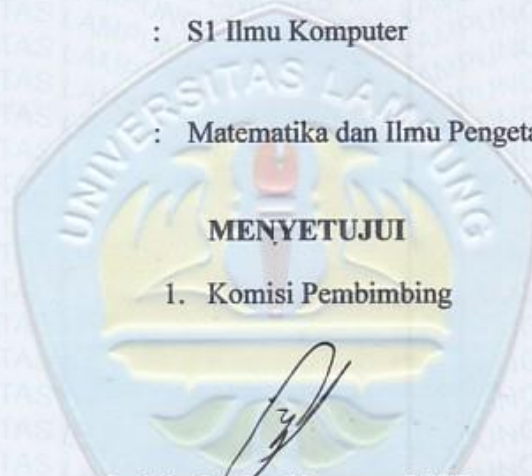 : S1 Ilmu Komputer
UNIVERSITAS LAMPUNG
: Matematika dan Ilmu Pengeta
MENYETUJUI
1. Komisi Pembimbing